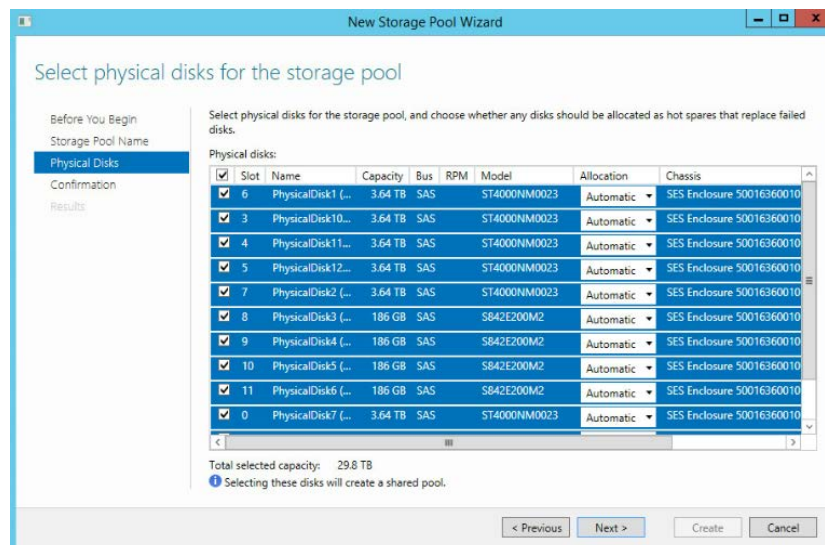 New Storage Pool Wizard
Select physical disks for the storage pool
Before You Begin
Storage Pool Name
Physical Disks
Confirmation
Results
Select physical disks for the storage pool, and choose whether any disks should be allocated as hot spares that replace failed
disks.
Physical disks:
Slot Name Capacity Bus RPM Model Allocation Chassis
6 PhysicalDisk1 (... 3.64 TB SAS ST4000NM0023 Automatic SES Enclosure 50016360010
3 PhysicalDisk10... 3.64 TB SAS ST4000NM0023 Automatic SES Enclosure 50016360010
4 PhysicalDisk11... 3.64 TB SAS ST4000NM0023 Automatic SES Enclosure 50016360010
5 PhysicalDisk12... 3.64 TB SAS ST4000NM0023 Automatic SES Enclosure 50016360010
7 PhysicalDisk2 (... 3.64 TB SAS ST4000NM0023 Automatic SES Enclosure 50016360010
8 PhysicalDisk3 (... 186 GB SAS S842E200M2 Automatic SES Enclosure 50016360010
9 PhysicalDisk4 (... 186 GB SAS S842E200M2 Automatic SES Enclosure 50016360010
10 PhysicalDisk5 (... 186 GB SAS S842E200M2 Automatic SES Enclosure 50016360010
11 PhysicalDisk6 (... 186 GB SAS S842E200M2 Automatic SES Enclosure 50016360010
0 PhysicalDisk7 (... 3.64 TB SAS ST4000NM0023 Automatic SES Enclosure 50016360010
Total selected capacity: 29.8 TB
Selecting these disks will create a shared pool.
< Previous Next > Create Cancel